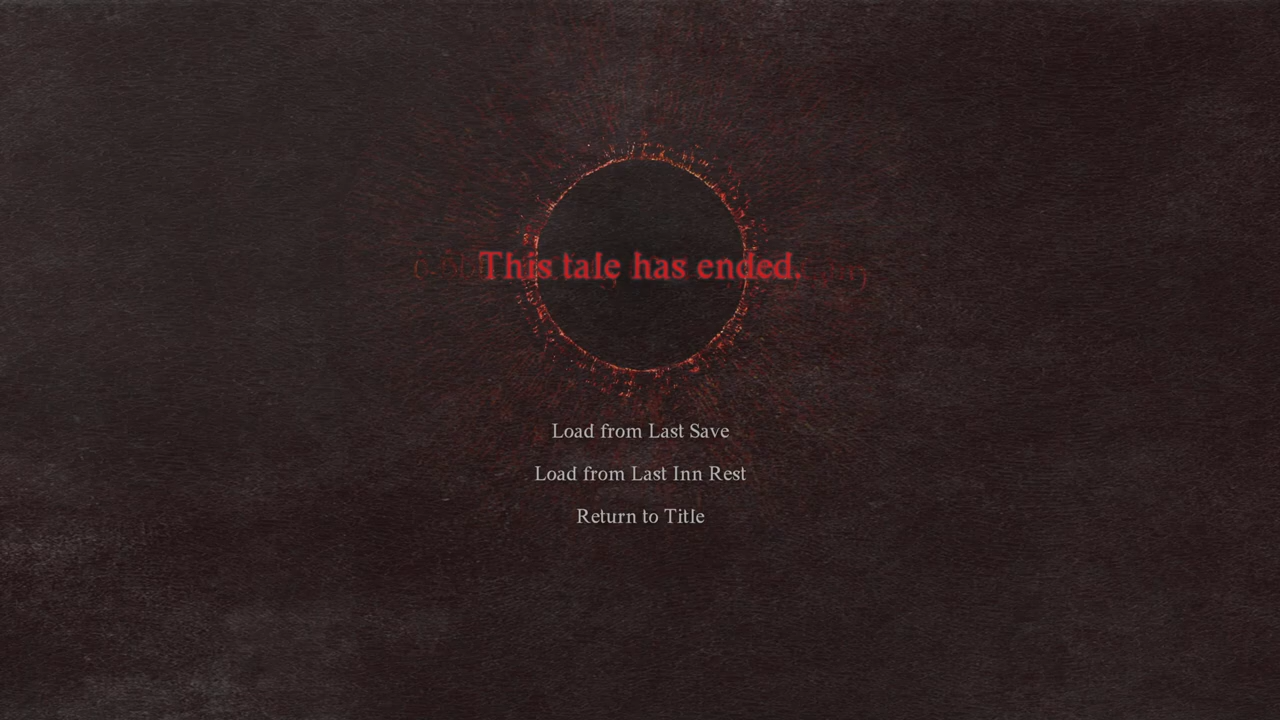 This tale has ended.
Load from Last Save
Load from Last Inn Rest
Return to Title